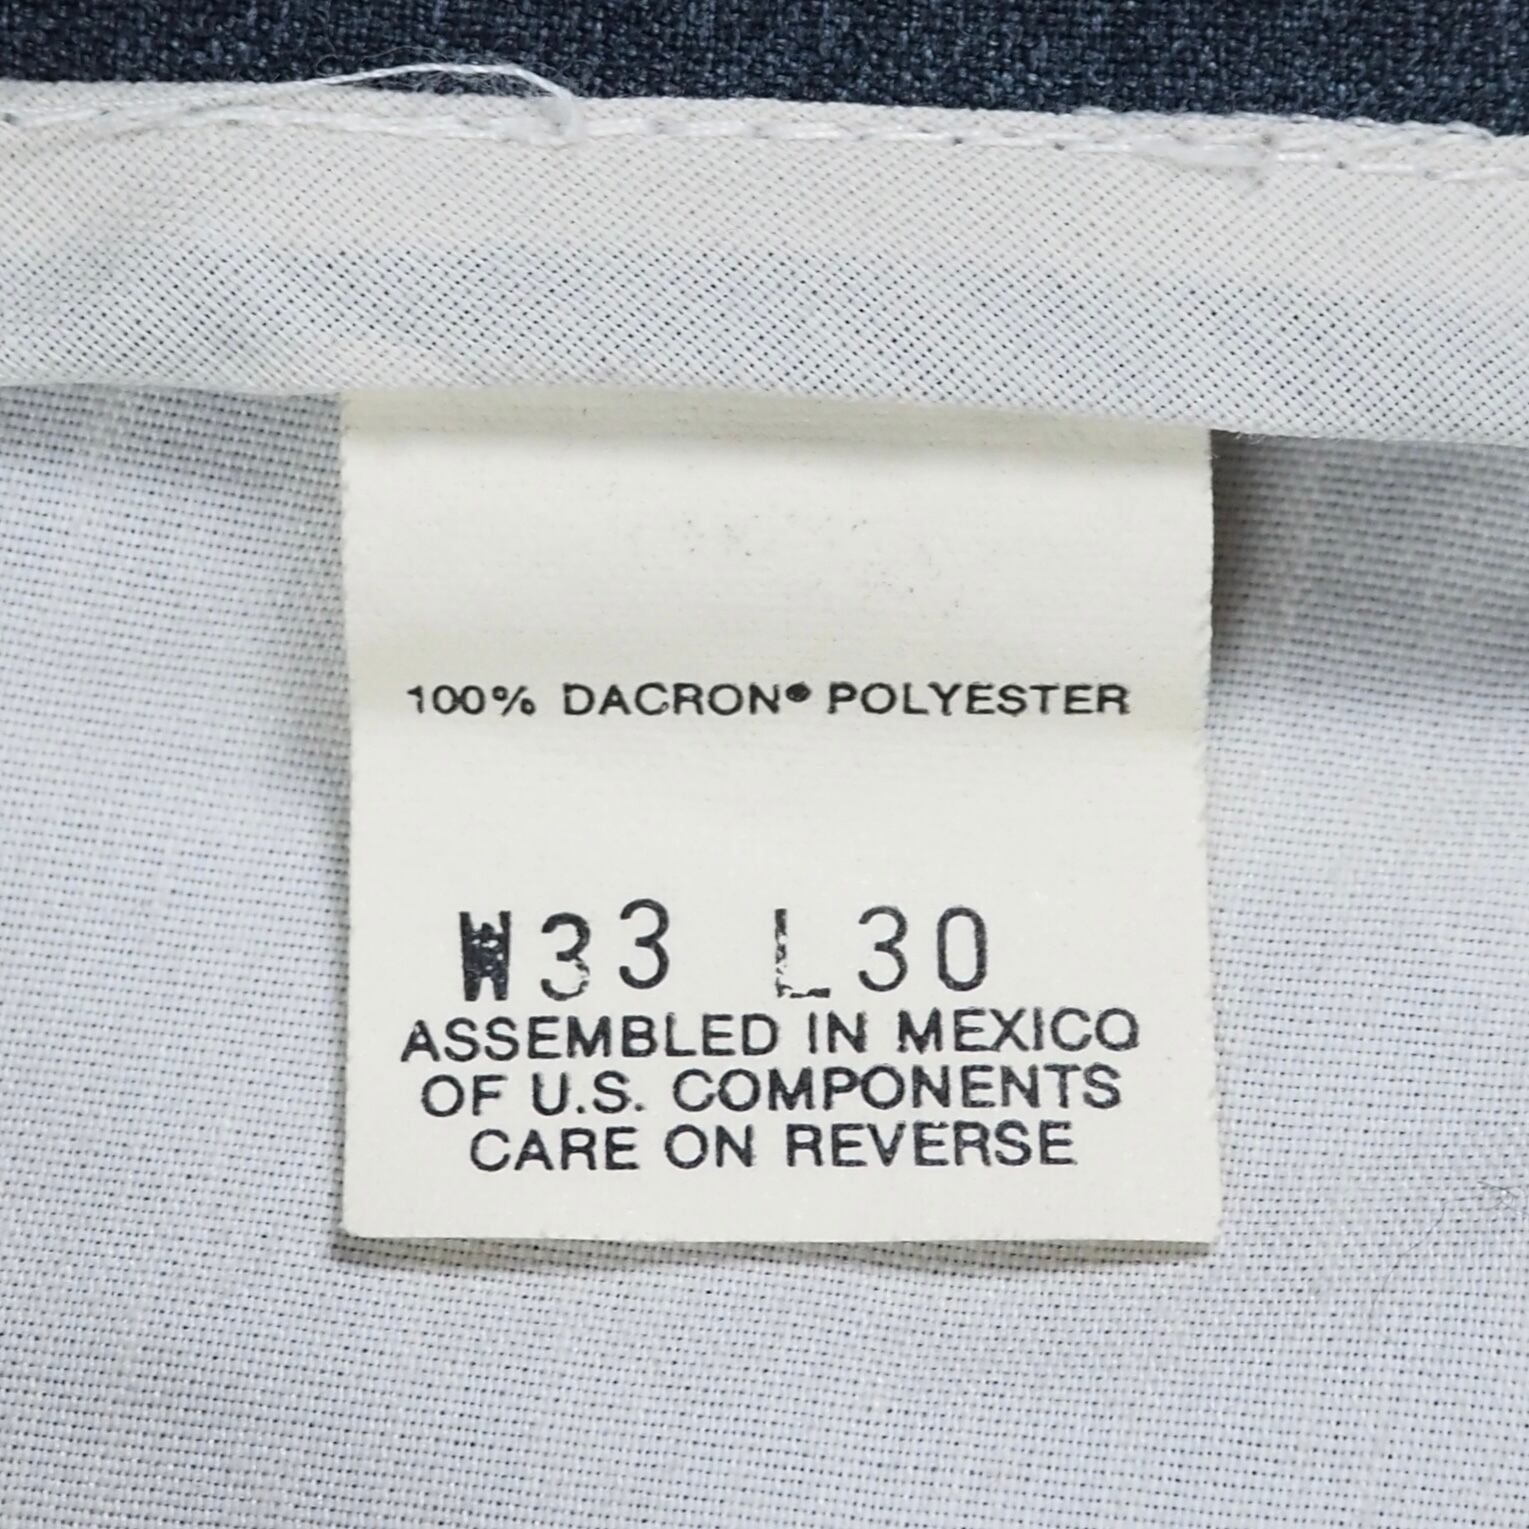 100% DACRON® POLYESTER
W33 L30
ASSEMBLED IN MEXICO
OF U.S. COMPONENTS
CARE ON REVERSE